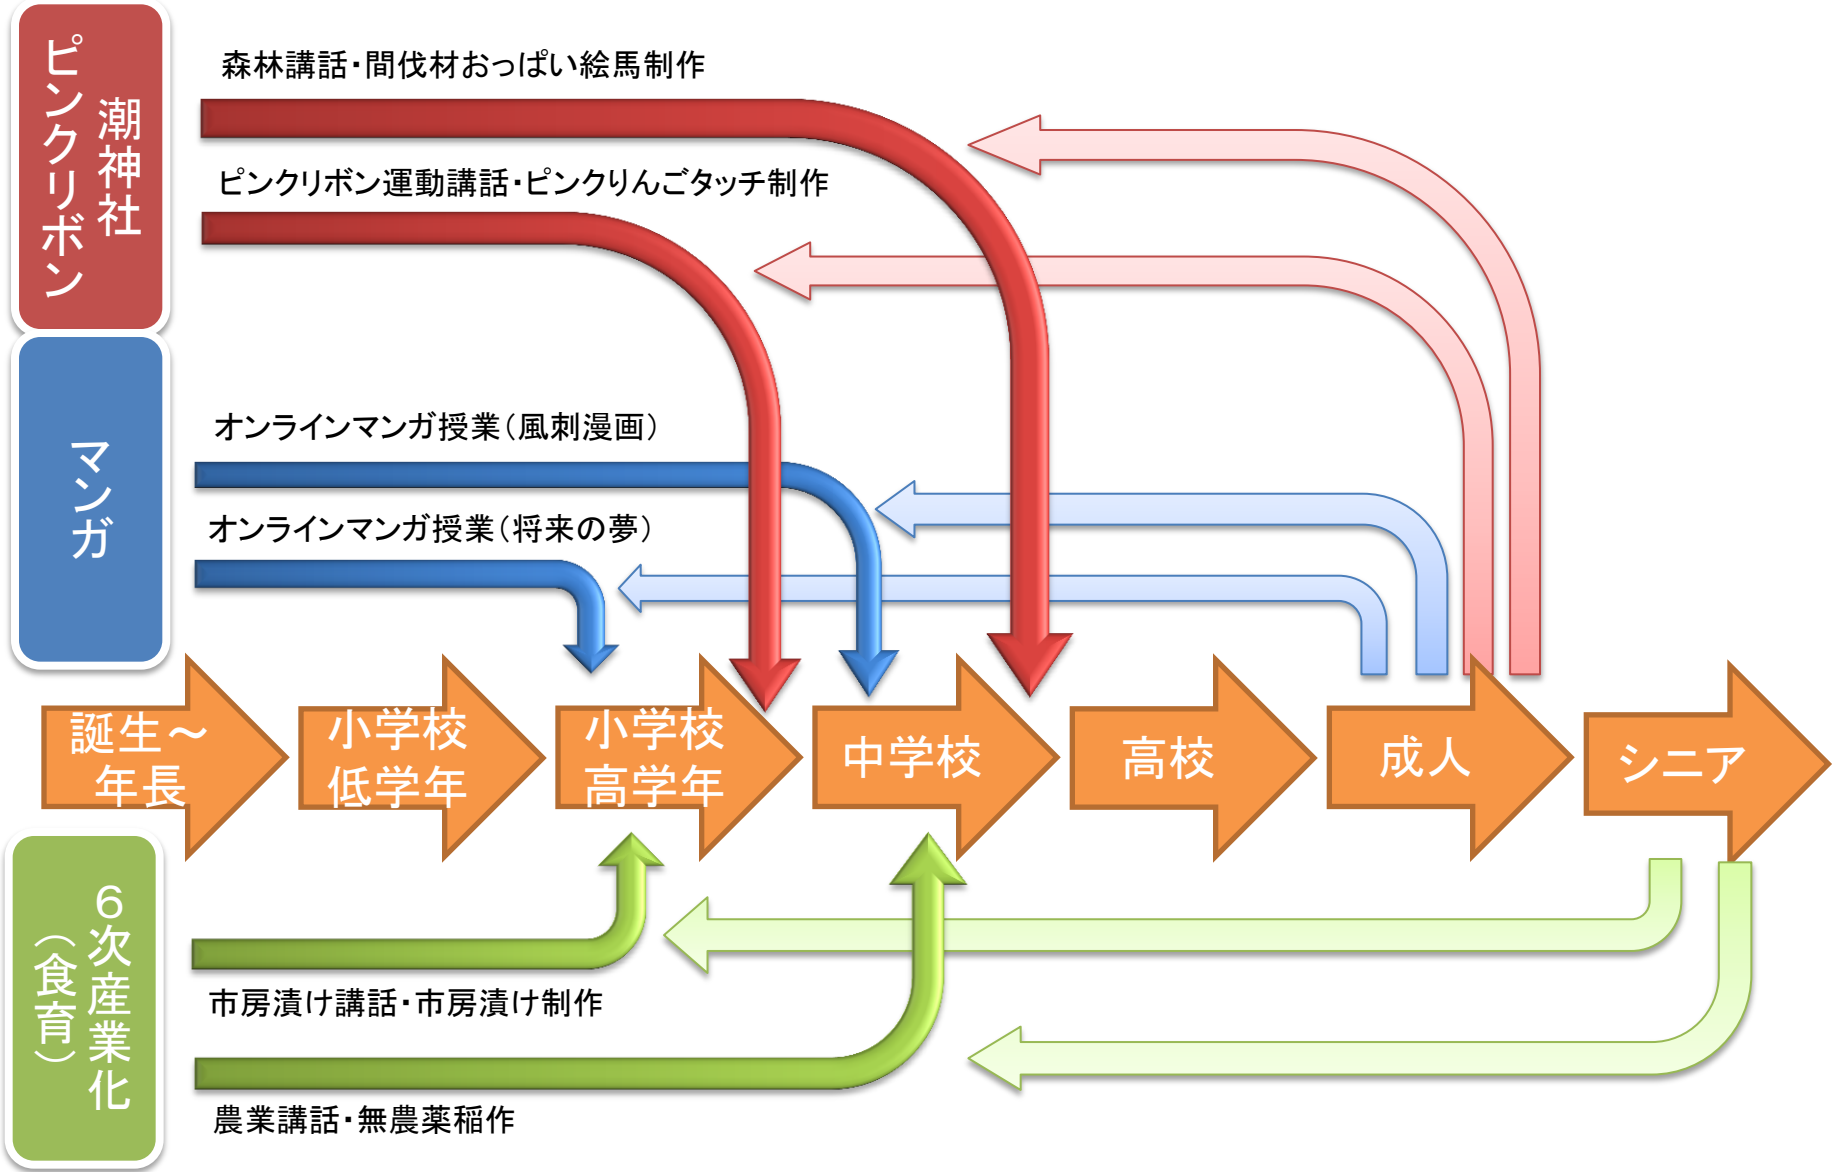 潮神社
ピンクリボン
森林講話・間伐材おっぱい絵馬制作
ピンクリボン運動講話・ピンクりんごタッチ制作
マンガ
オンラインマンガ授業（風刺漫画）
オンラインマンガ授業（将来の夢）
誕生～
年長
小学校
低学年
小学校
高学年
中学校
高校
成人
シニア
６次産業化
（食育）
市房漬け講話・市房漬け制作
農業講話・無農薬稲作